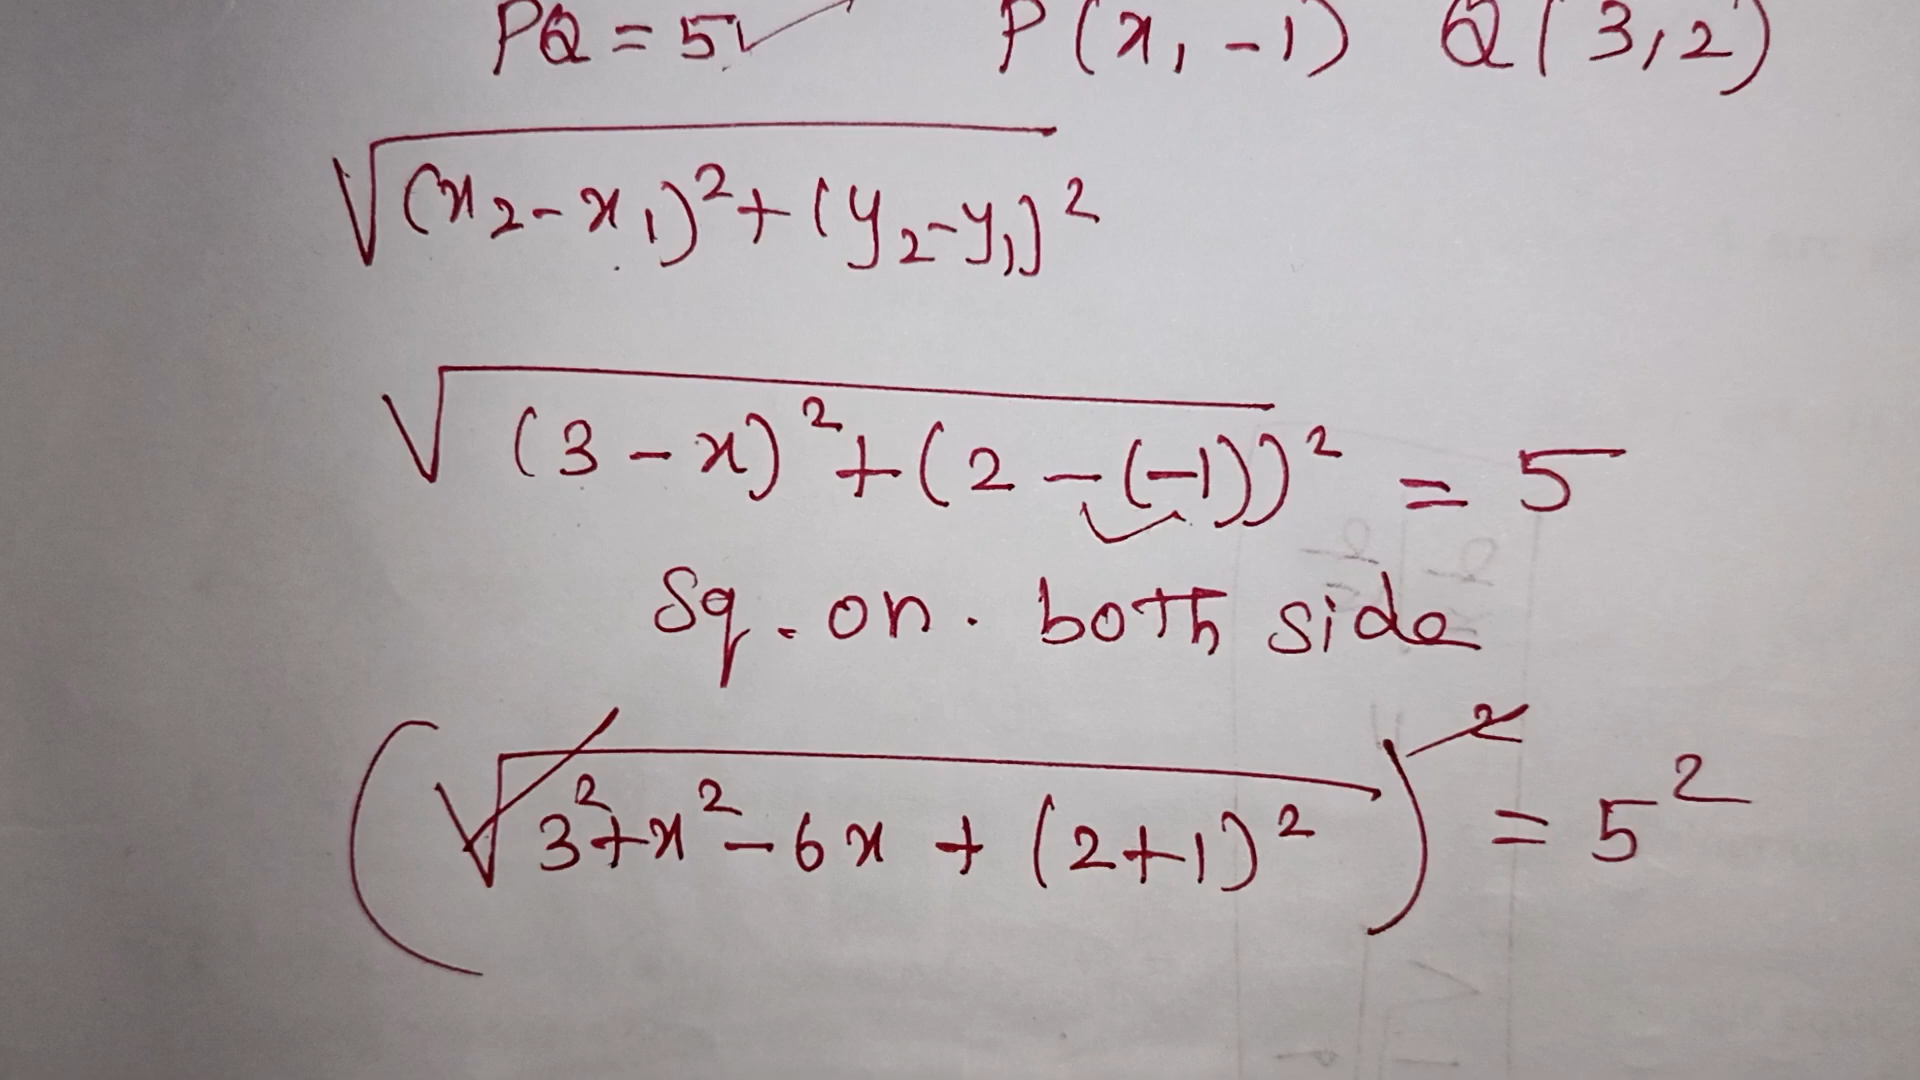 PQ = 5 ✓ P(x, -1) Q(3,2)
√(x₂-x₁)²+(y₂-y₁)²
√(3-x)²+(2-(-1))² = 5
Sq. on. both side
(√3²+x²-6x+(2+1)²)² = 5²